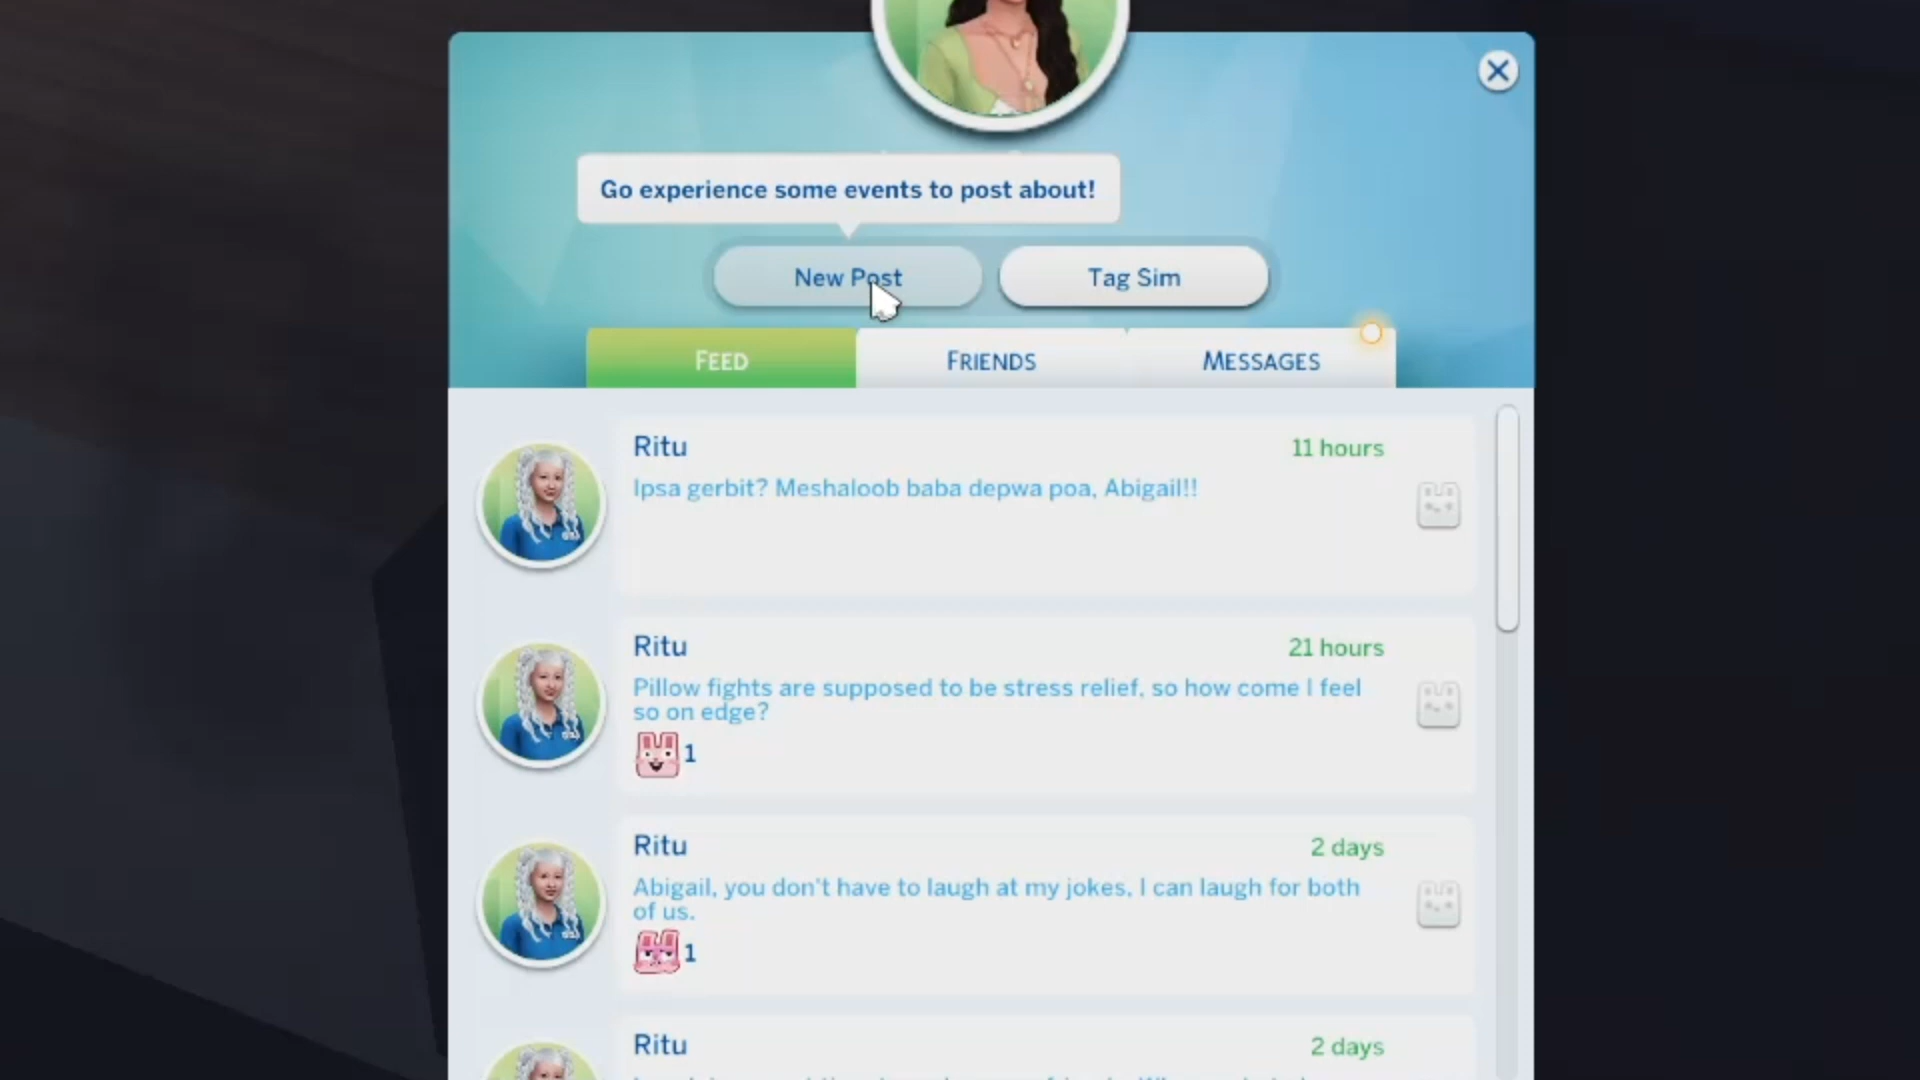 Go experience some events to post about!
New Post
Tag Sim
FEED
FRIENDS
MESSAGES
Ritu
11 hours
Ipsa gerbit? Meshaloob baba depwa poa, Abigail!!
Ritu
21 hours
Pillow fights are supposed to be stress relief, so how come I feel
so on edge?
1
Ritu
2 days
Abigail, you don't have to laugh at my jokes, I can laugh for both
of us.
1
Ritu
2 days